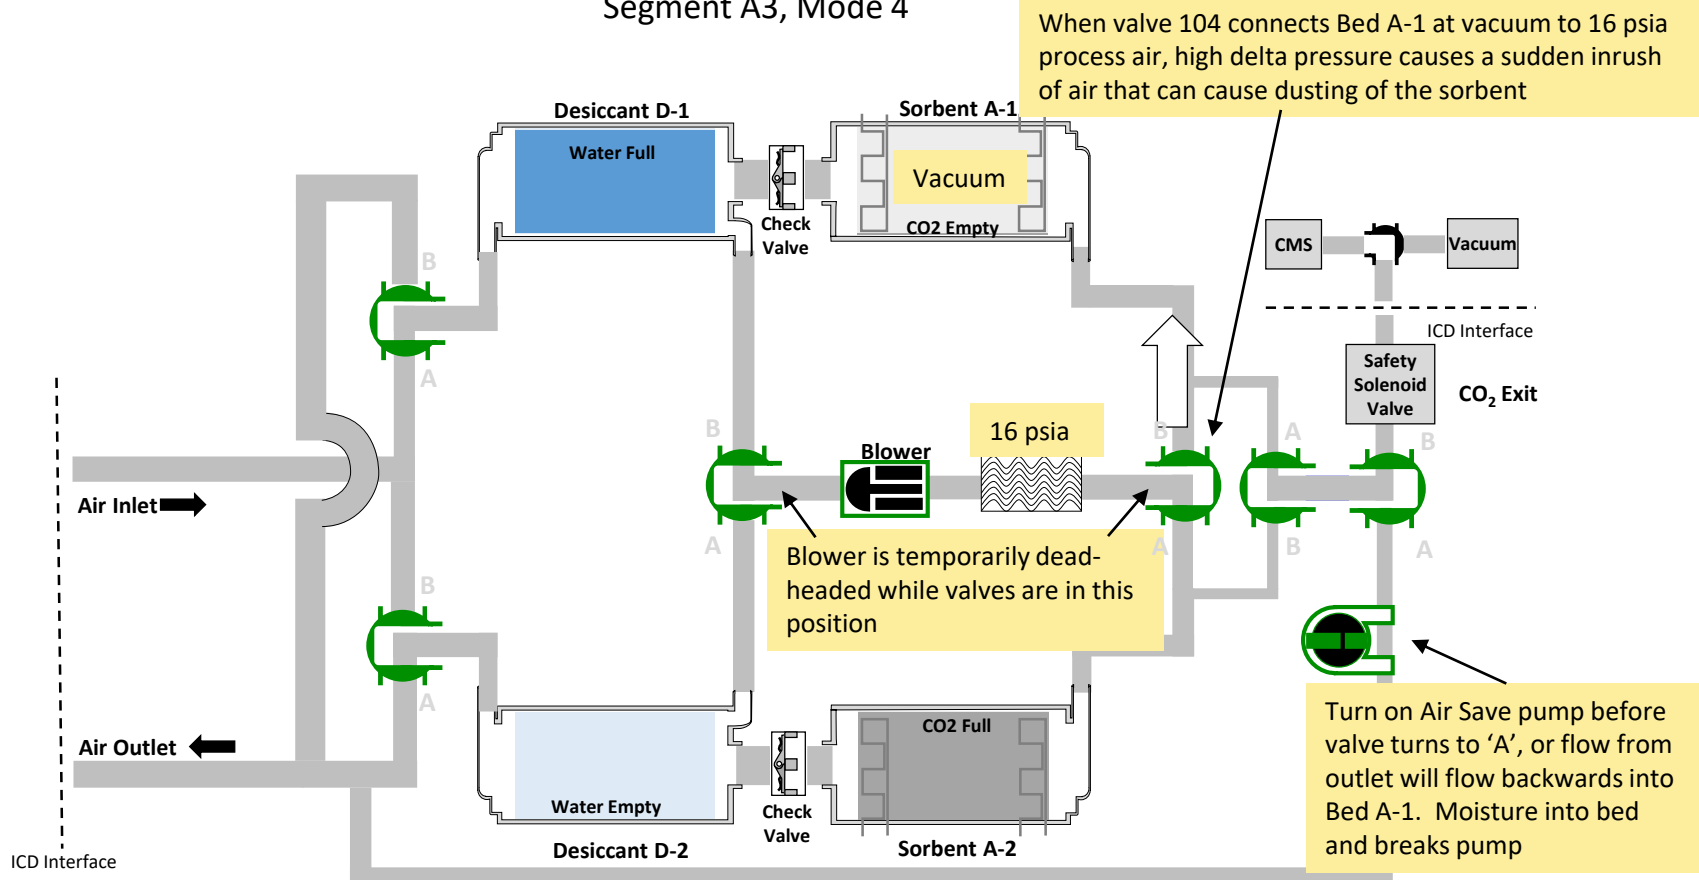 Segment A3, Mode 4
When valve 104 connects Bed A-1 at vacuum to 16 psia
process air, high delta pressure causes a sudden inrush
of air that can cause dusting of the sorbent
Desiccant D-1
Water Full
Check
Valve
Sorbent A-1
Vacuum
CO2 Empty
CMS
Vacuum
ICD Interface
Safety
Solenoid
Valve
CO2 Exit
B
A
B
A
B
A
B
A
A
B
B
A
Air Inlet
Blower
16 psia
Blower is temporarily dead-
headed while valves are in this
position
Turn on Air Save pump before
valve turns to ‘A’, or flow from
outlet will flow backwards into
Bed A-1.  Moisture into bed
and breaks pump
Air Outlet
Water Empty
Desiccant D-2
Check
Valve
CO2 Full
Sorbent A-2
ICD Interface